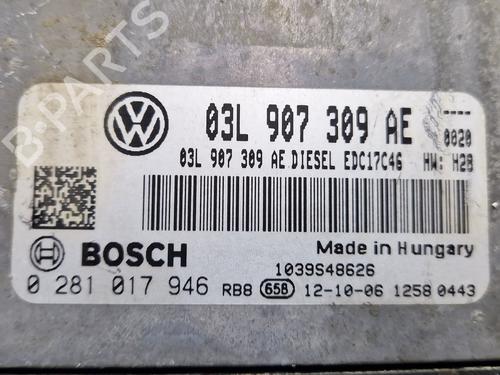 03L 907 309 AE
----
0020
03L 907 309 AE DIESEL EDC17C46 HW: H28
BOSCH
Made in Hungary
1039S48626
0 281 017 946 RB8 658 12-10-06 1258 0443
B-PARTS